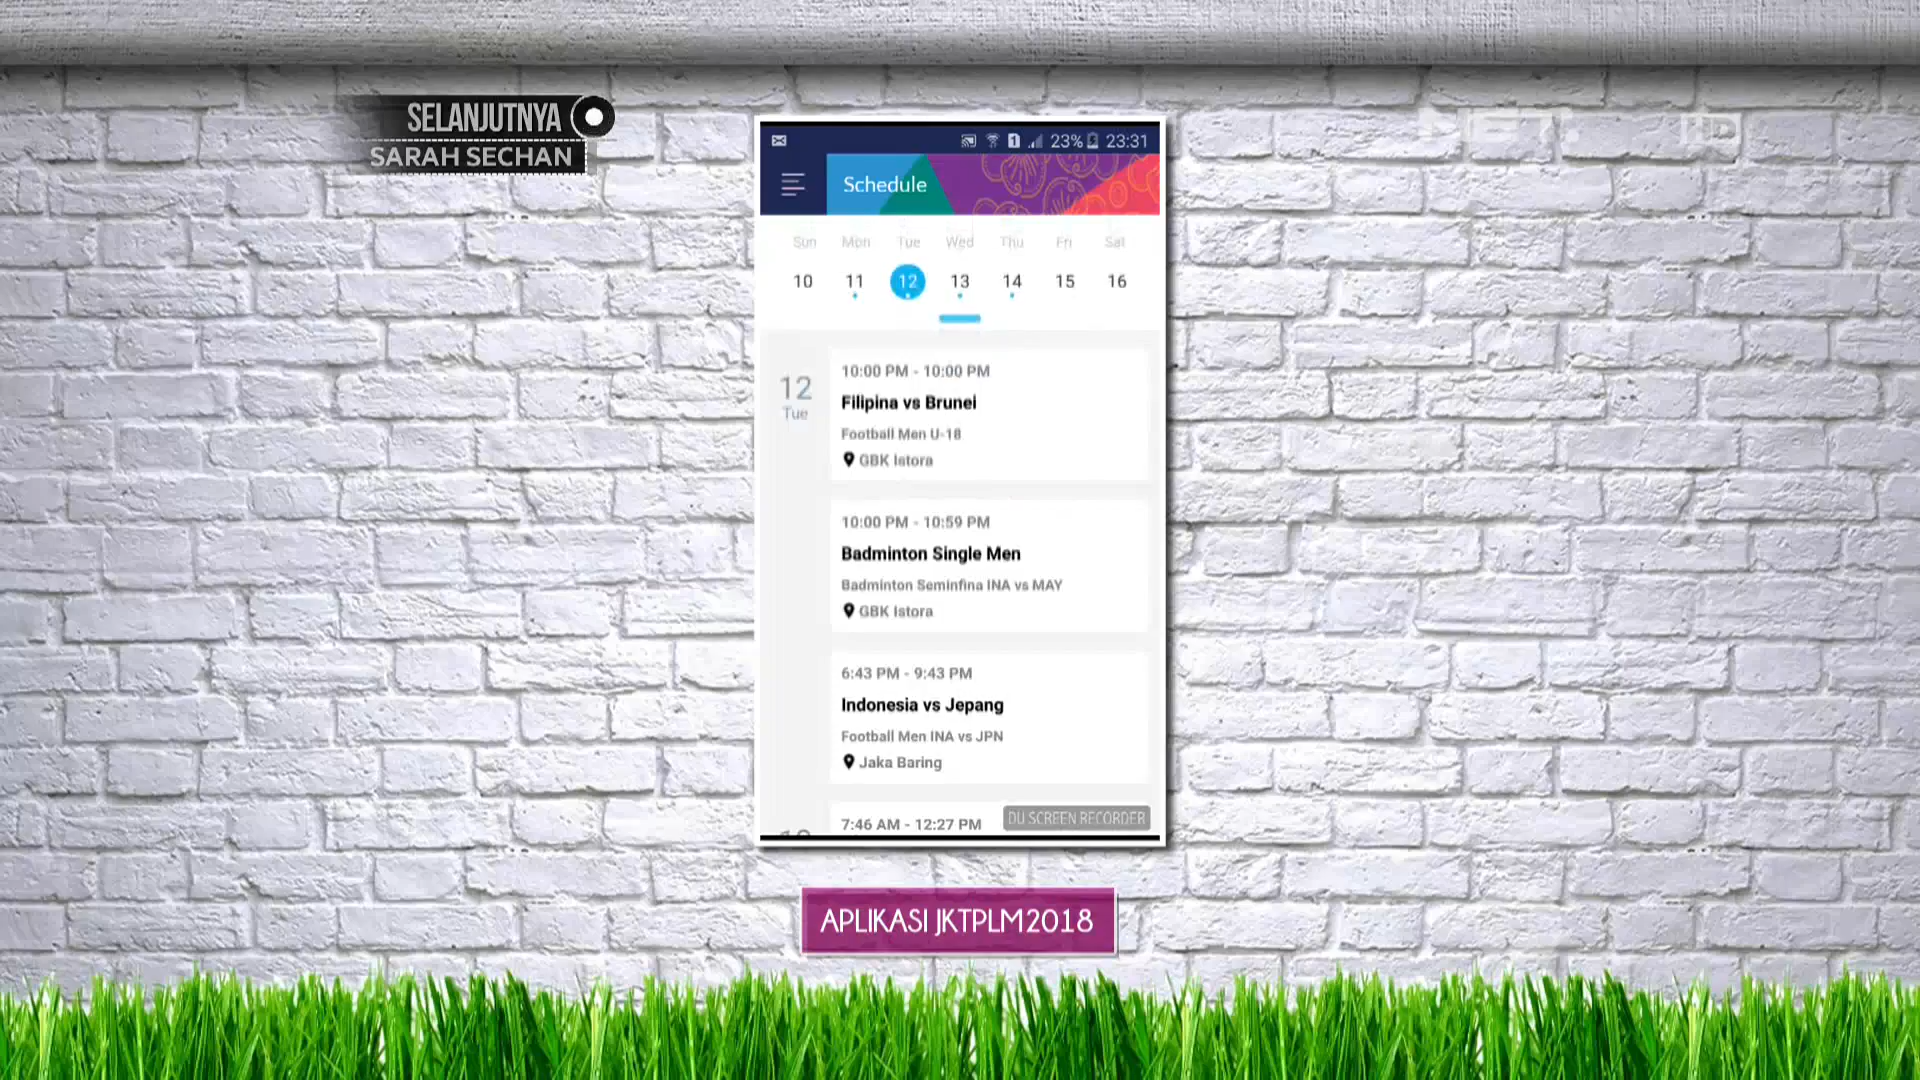 SELANJUTNYA
SARAH SECHAN
NET
ID
1 23% 23:31
Schedule
Sun Mon Tue Wed Thu Fri Sat
10 11 12 13 14 15 16
12
Tue
10:00 PM - 10:00 PM
Filipina vs Brunei
Football Men U-18
GBK Istora
10:00 PM - 10:59 PM
Badminton Single Men
Badminton Seminfina INA vs MAY
GBK Istora
6:43 PM - 9:43 PM
Indonesia vs Jepang
Football Men INA vs JPN
Jaka Baring
7:46 AM - 12:27 PM
DU SCREEN RECORDER
APLIKASI JKTPLM2018